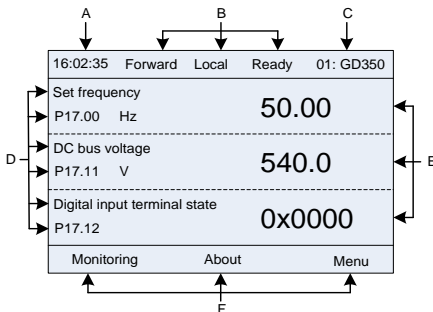 A B C
16:02:35 Forward Local Ready 01: GD350
Set frequency
P17.00 Hz 50.00
DC bus voltage
P17.11 V 540.0
D E
Digital input terminal state
P17.12 0x0000
Monitoring About Menu
F